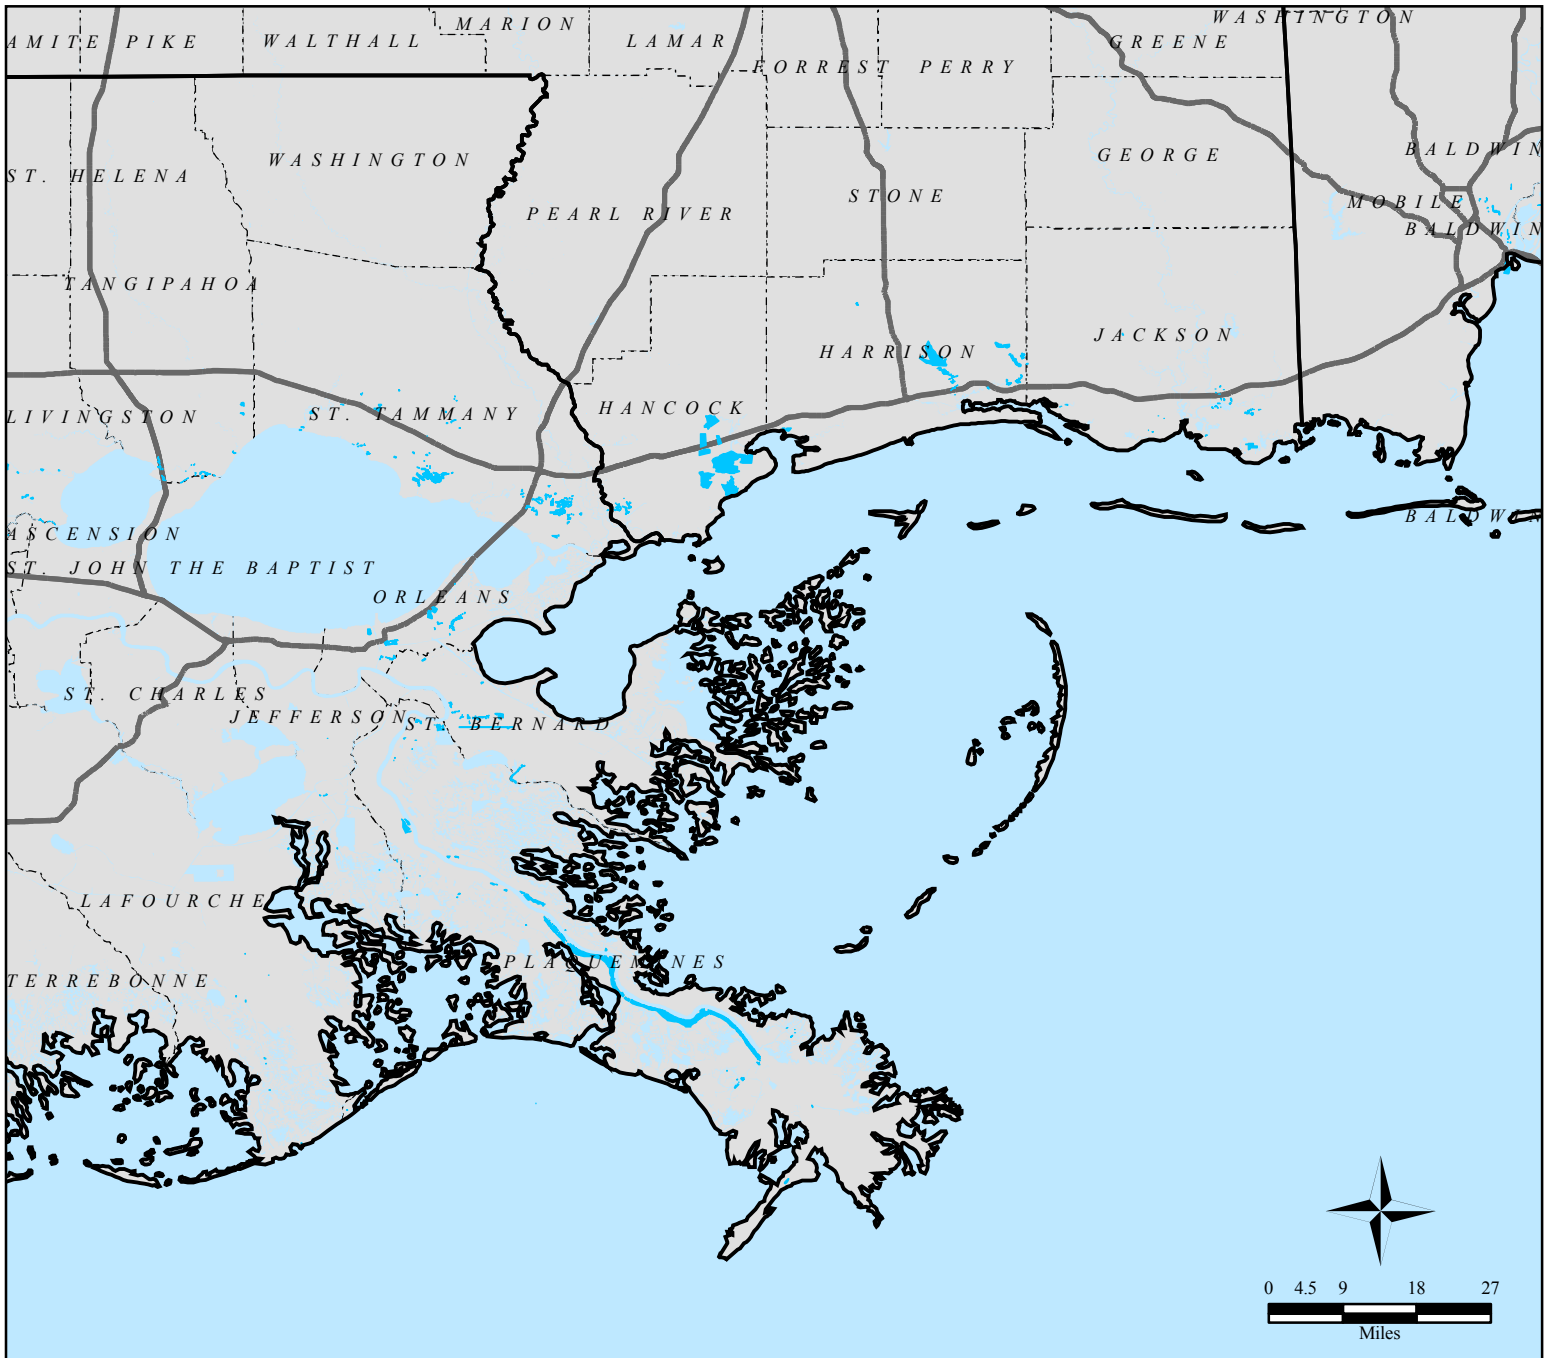 WASHINGTON
MARION
AMITE PIKE
WALTHALL
LAMAR
GREENE
FORREST PERRY
BALDWIN
WASHINGTON
GEORGE
ST. HELENA
STONE
MOBILE
PEARL RIVER
BALDWIN
TANGIPAHOA
JACKSON
HARRISON
LIVINGSTON
ST. TAMMANY
HANCOCK
BALDWIN
ASCENSION
ST. JOHN THE BAPTIST
ORLEANS
ST. CHARLES
JEFFERSON
ST. BERNARD
LAFOURCHE
PLAQUEMINES
TERREBONNE
0 4.5 9 18 27
Miles